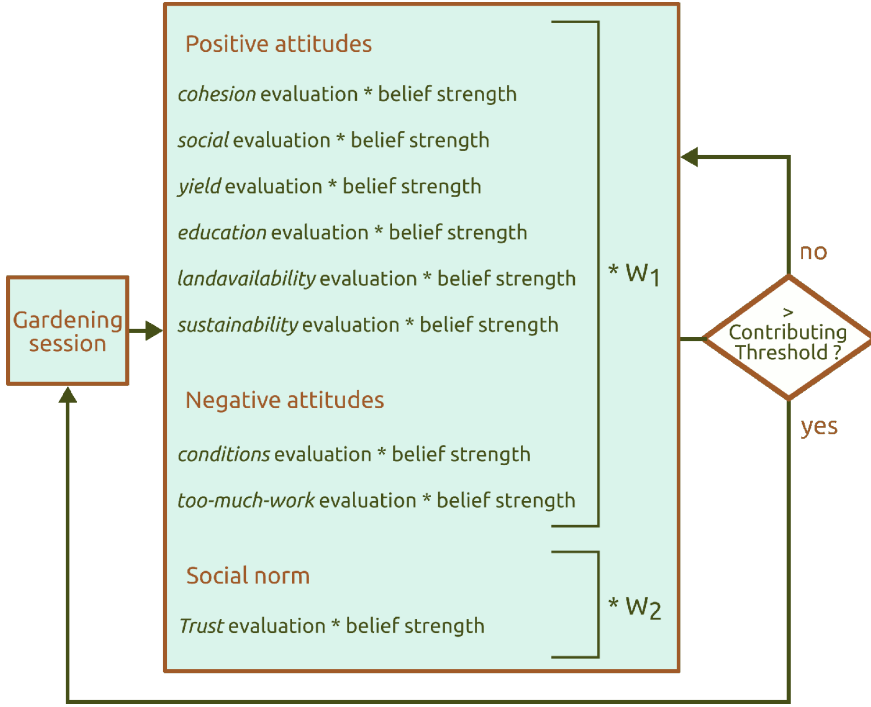 Gardening
session
Positive attitudes
cohesion evaluation * belief strength
social evaluation * belief strength
yield evaluation * belief strength
education evaluation * belief strength
landavailability evaluation * belief strength
sustainability evaluation * belief strength
Negative attitudes
conditions evaluation * belief strength
too-much-work evaluation * belief strength
* W1
Social norm
Trust evaluation * belief strength
* W2
>
Contributing
Threshold ?
no
yes